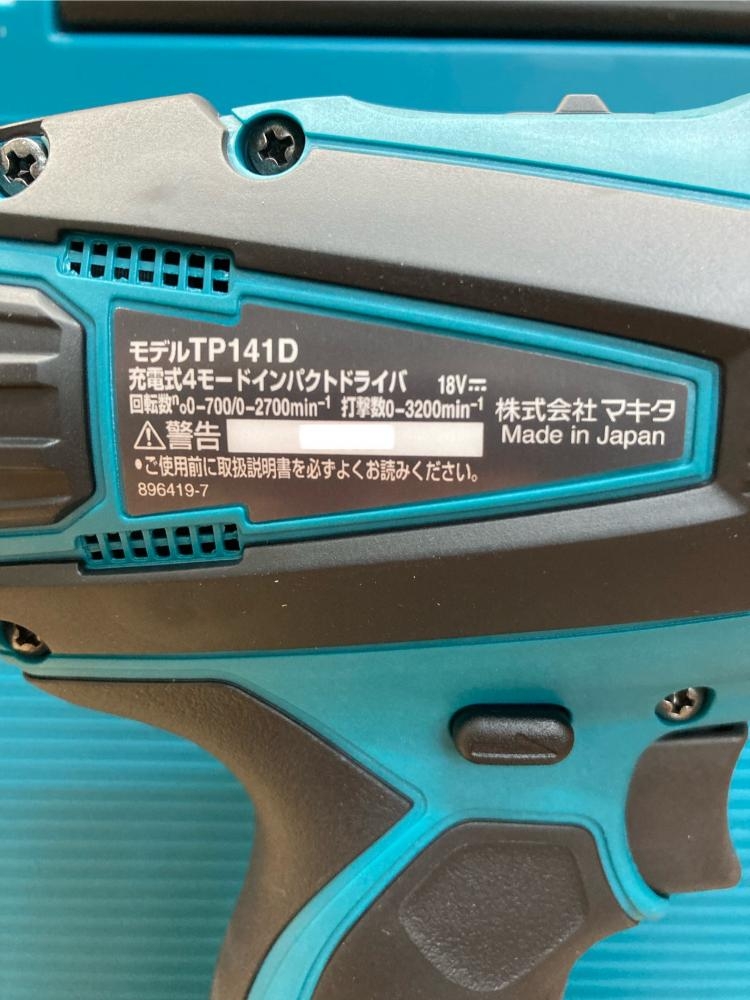 モデルTP141D
充電式4モードインパクトドライバ 18V⎓
回転数n₀0-700/0-2700min⁻¹ 打撃数0-3200min⁻¹
株式会社マキタ
Made in Japan
⚠警告
●ご使用前に取扱説明書を必ずよくお読みください。
896419-7